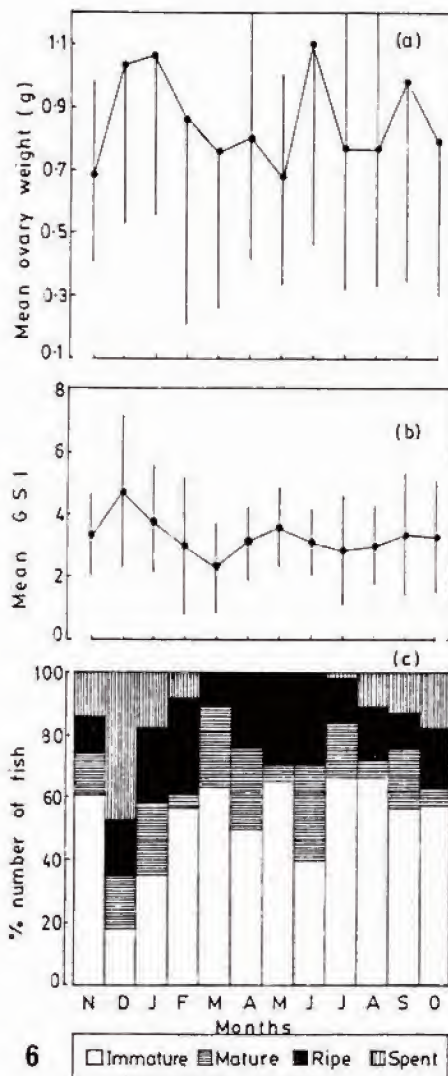 (a)
Mean ovary weight (g)
1·1
0·9
0·7
0·5
0·3
0·1
(b)
Mean G S I
8
6
4
2
0
(c)
% number of fish
100
80
60
40
20
0
N D J F M A M J J A S O
Months
6
Immature Mature Ripe Spent